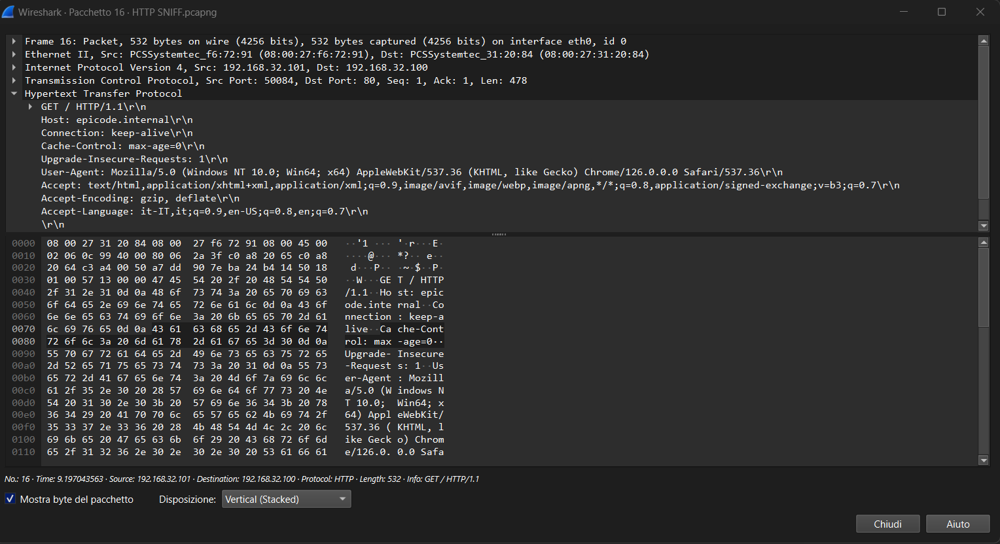 Wireshark · Pacchetto 16 · HTTP SNIFF.pcapng
Frame 16: Packet, 532 bytes on wire (4256 bits), 532 bytes captured (4256 bits) on interface eth0, id 0
Ethernet II, Src: PCSSystemtec_f6:72:91 (08:00:27:f6:72:91), Dst: PCSSystemtec_31:20:84 (08:00:27:31:20:84)
Internet Protocol Version 4, Src: 192.168.32.101, Dst: 192.168.32.100
Transmission Control Protocol, Src Port: 50084, Dst Port: 80, Seq: 1, Ack: 1, Len: 478
Hypertext Transfer Protocol
GET / HTTP/1.1\r\n
Host: epicode.internal\r\n
Connection: keep-alive\r\n
Cache-Control: max-age=0\r\n
Upgrade-Insecure-Requests: 1\r\n
User-Agent: Mozilla/5.0 (Windows NT 10.0; Win64; x64) AppleWebKit/537.36 (KHTML, like Gecko) Chrome/126.0.0.0 Safari/537.36\r\n
Accept: text/html,application/xhtml+xml,application/xml;q=0.9,image/avif,image/webp,image/apng,*/*;q=0.8,application/signed-exchange;v=b3;q=0.7\r\n
Accept-Encoding: gzip, deflate\r\n
Accept-Language: it-IT,it;q=0.9,en-US;q=0.8,en;q=0.7\r\n
\r\n
0000 08 00 27 31 20 84 08 00 27 f6 72 91 08 00 45 00 ··'1 ···· '·r···E·
0010 02 06 0c 99 40 00 80 06 2a 3f c0 a8 20 65 c0 a8 ····@··· *?·· e··
0020 20 64 c3 a4 00 50 a7 dd 90 7e ba 24 b4 14 50 18 d···P·· ·~·$··P·
0030 01 00 57 13 00 00 47 45 54 20 2f 20 48 54 54 50 ··W···GE T / HTTP
0040 2f 31 2e 31 0d 0a 48 6f 73 74 3a 20 65 70 69 63 /1.1··Ho st: epic
0050 6f 64 65 2e 69 6e 74 65 72 6e 61 6c 0d 0a 43 6f ode.inte rnal··Co
0060 6e 6e 65 63 74 69 6f 6e 3a 20 6b 65 65 70 2d 61 nnection : keep-a
0070 6c 69 76 65 0d 0a 43 61 63 68 65 2d 43 6f 6e 74 live··Ca che-Cont
0080 72 6f 6c 3a 20 6d 61 78 2d 61 67 65 3d 30 0d 0a rol: max -age=0··
0090 55 70 67 72 61 64 65 2d 49 6e 73 65 63 75 72 65 Upgrade- Insecure
00a0 2d 52 65 71 75 65 73 74 73 3a 20 31 0d 0a 55 73 -Request s: 1··Us
00b0 65 72 2d 41 67 65 6e 74 3a 20 4d 6f 7a 69 6c 6c er-Agent : Mozill
00c0 61 2f 35 2e 30 20 28 57 69 6e 64 6f 77 73 20 4e a/5.0 (W indows N
00d0 54 20 31 30 2e 30 3b 20 57 69 6e 36 34 3b 20 78 T 10.0; Win64; x
00e0 36 34 29 20 41 70 70 6c 65 57 65 62 4b 69 74 2f 64) Appl eWebKit/
00f0 35 33 37 2e 33 36 20 28 4b 48 54 4d 4c 2c 20 6c 537.36 ( KHTML, l
0100 69 6b 65 20 47 65 63 6b 6f 29 20 43 68 72 6f 6d ike Geck o) Chrom
0110 65 2f 31 32 36 2e 30 2e 30 2e 30 20 53 61 66 61 e/126.0. 0.0 Safa
No.: 16 · Time: 9.197043563 · Source: 192.168.32.101 · Destination: 192.168.32.100 · Protocol: HTTP · Length: 532 · Info: GET / HTTP/1.1
Mostra byte del pacchetto Disposizione: Vertical (Stacked)
Chiudi Aiuto